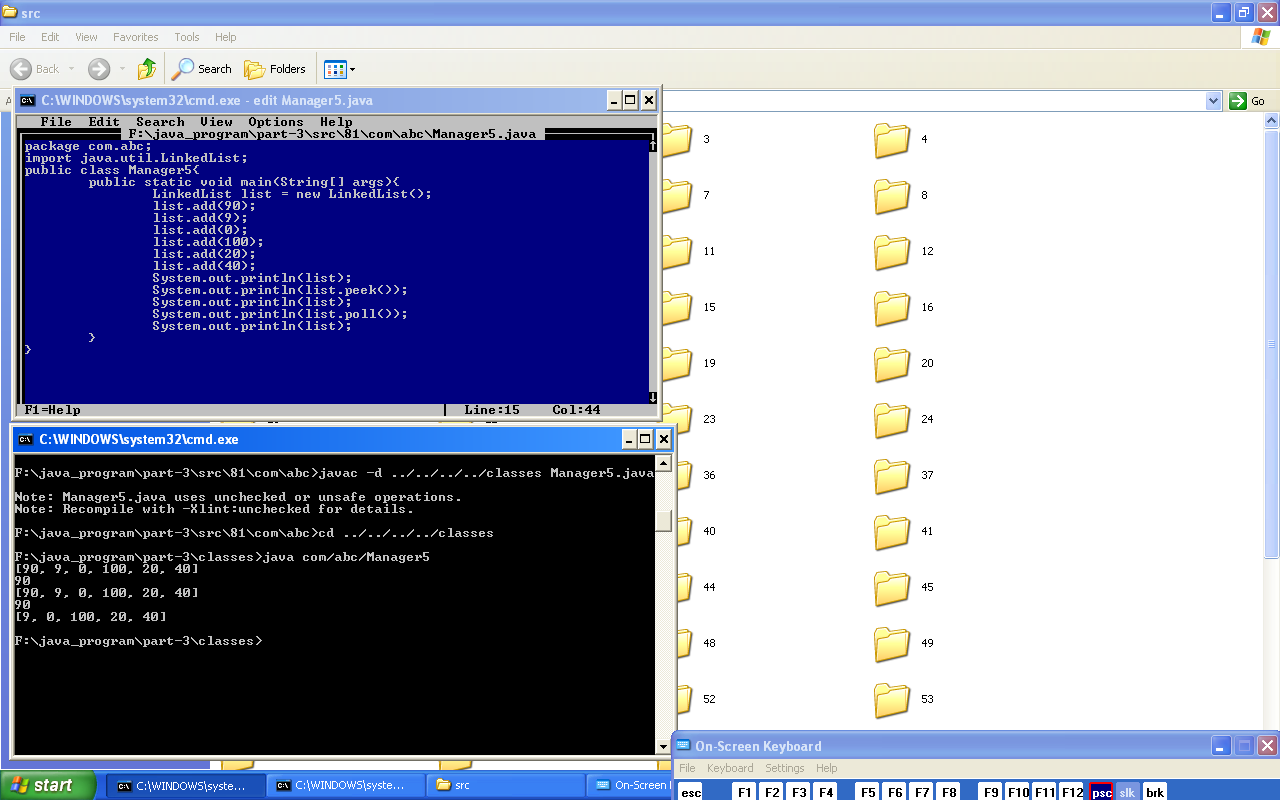 src
File Edit View Favorites Tools Help
Back Search Folders
Go
C:\WINDOWS\system32\cmd.exe - edit Manager5.java
File Edit Search View Options Help
F:\java_program\part-3\src\81\com\abc\Manager5.java
package com.abc;
import java.util.LinkedList;
public class Manager5{
public static void main(String[] args){
LinkedList list = new LinkedList();
list.add(90);
list.add(9);
list.add(0);
list.add(100);
list.add(20);
list.add(40);
System.out.println(list);
System.out.println(list.peek());
System.out.println(list);
System.out.println(list.poll());
System.out.println(list);
}
}
F1=Help Line:15 Col:44
C:\WINDOWS\system32\cmd.exe
F:\java_program\part-3\src\81\com\abc>javac -d ../../../../classes Manager5.java
Note: Manager5.java uses unchecked or unsafe operations.
Note: Recompile with -Xlint:unchecked for details.
F:\java_program\part-3\src\81\com\abc>cd ../../../../classes
F:\java_program\part-3\classes>java com/abc/Manager5
[90, 9, 0, 100, 20, 40]
90
[90, 9, 0, 100, 20, 40]
90
[9, 0, 100, 20, 40]
F:\java_program\part-3\classes>
3 4
7 8
11 12
15 16
19 20
23 24
36 37
40 41
44 45
48 49
52 53
On-Screen Keyboard
File Keyboard Settings Help
esc F1 F2 F3 F4 F5 F6 F7 F8 F9 F10 F11 F12 psc slk brk
start C:\WINDOWS\syste... C:\WINDOWS\syste... src On-Screen